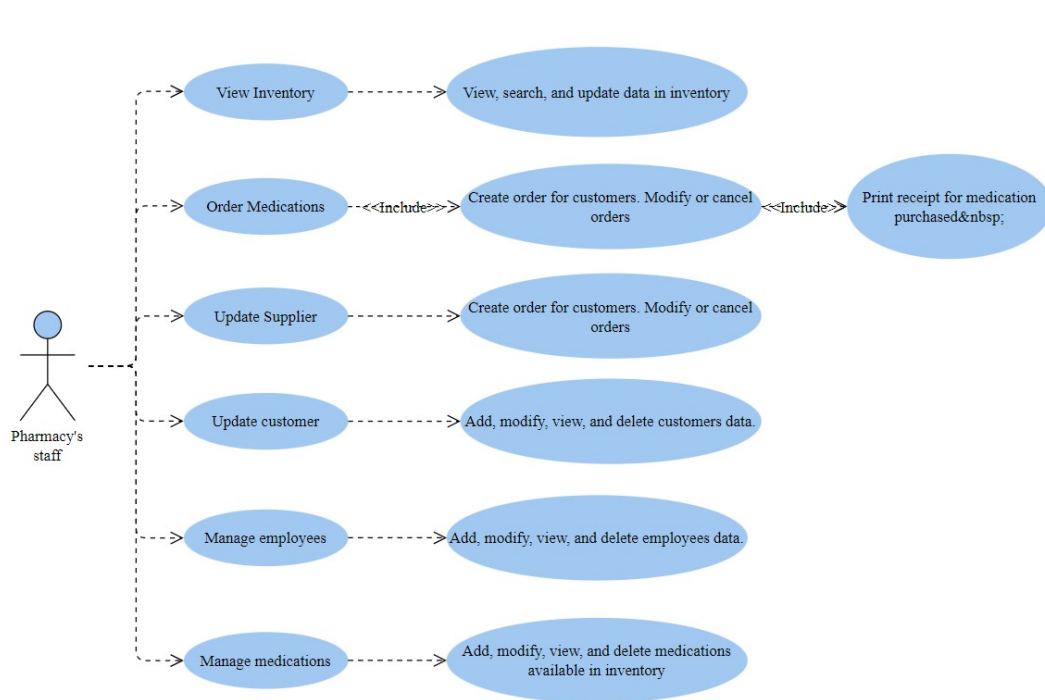 View Inventory
View, search, and update data in inventory
Order Medications
<<Include>>
Create order for customers. Modify or cancel
orders
<<Include>>
Print receipt for medication
purchased&nbsp;
Update Supplier
Create order for customers. Modify or cancel
orders
Pharmacy's
staff
Update customer
Add, modify, view, and delete customers data.
Manage employees
Add, modify, view, and delete employees data.
Manage medications
Add, modify, view, and delete medications
available in inventory